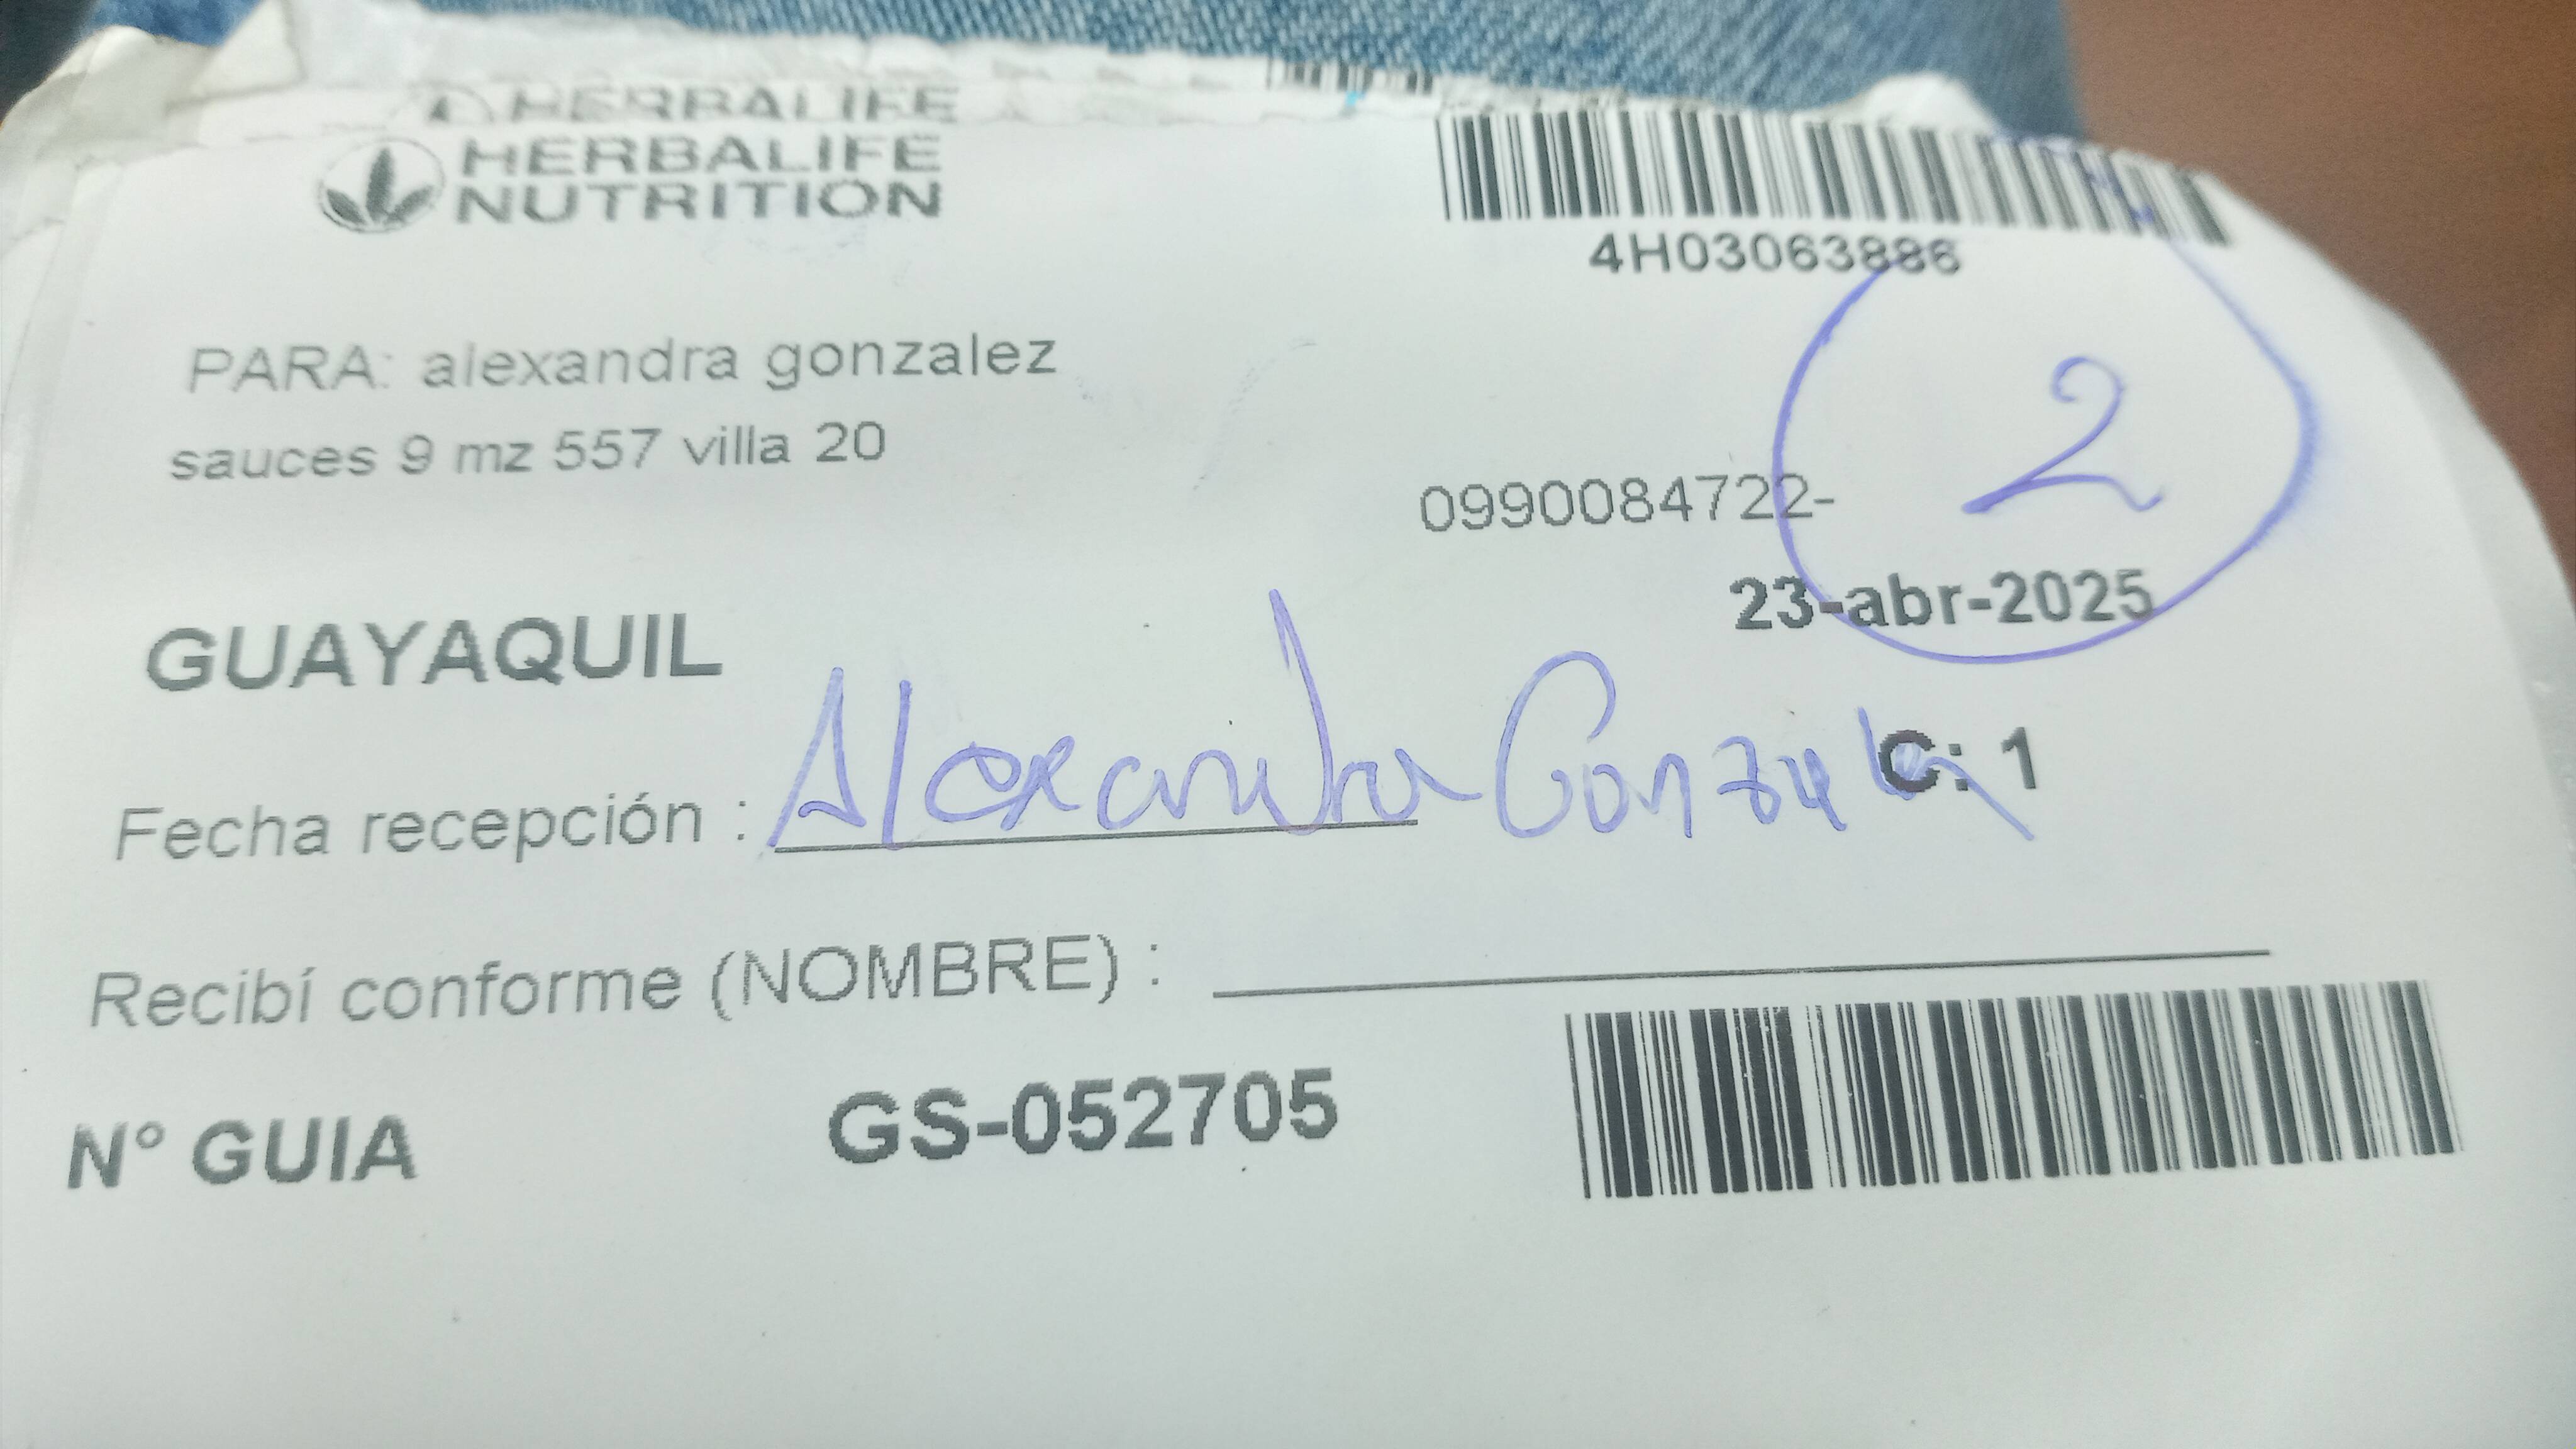 HERBALIFE
HERBALIFE
NUTRITION
4H03063886
PARA: alexandra gonzalez
sauces 9 mz 557 villa 20
0990084722-
2
23-abr-2025
GUAYAQUIL
Fecha recepción : Alexandra Gonzalez
C: 1
Recibí conforme (NOMBRE) :
N° GUIA GS-052705